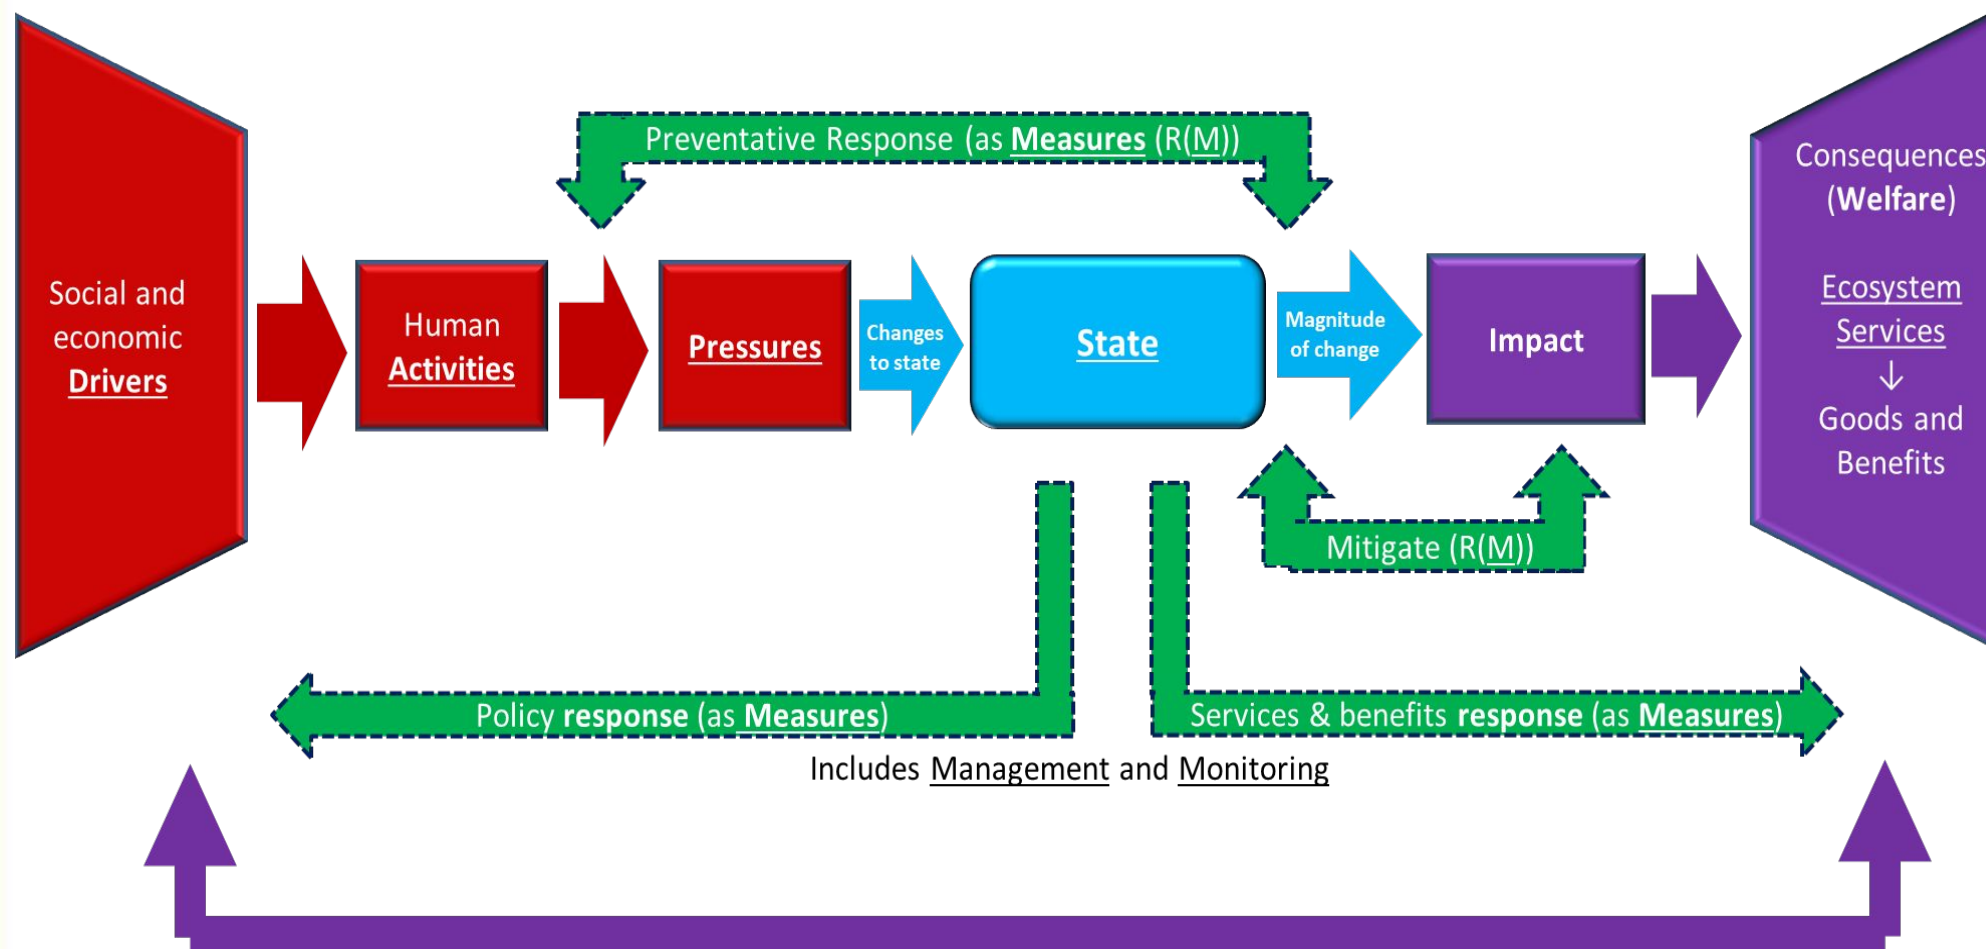 Preventative Response (as Measures (R(M))
Social and
economic
Drivers
Human
Activities
Pressures
Changes
to state
State
Magnitude
of change
Impact
Consequences
(Welfare)
Ecosystem
Services
↓
Goods and
Benefits
Mitigate (R(M))
Policy response (as Measures)
Services & benefits response (as Measures)
Includes Management and Monitoring